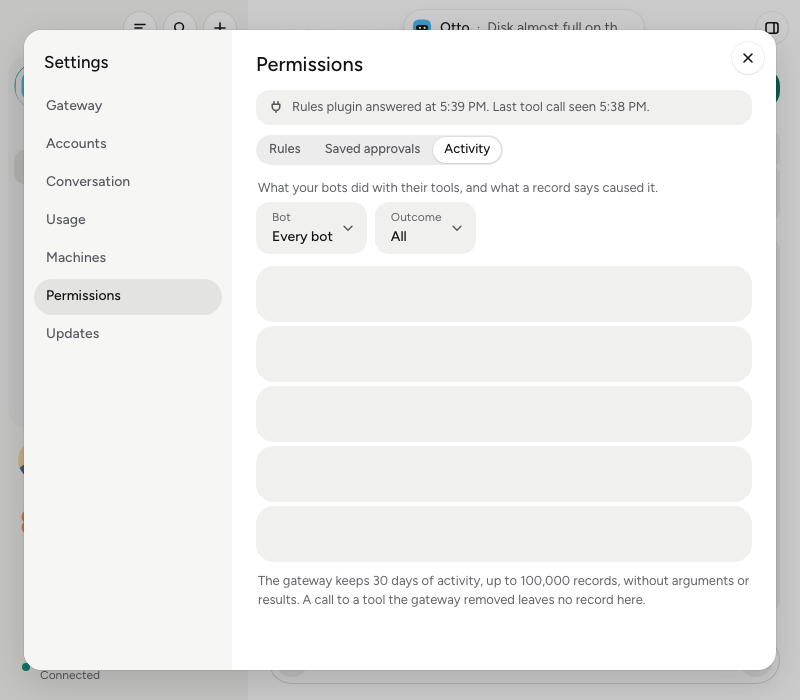 Otto · Disk almost full on th
Settings
Gateway
Accounts
Conversation
Usage
Machines
Permissions
Updates
Connected
Permissions
Rules plugin answered at 5:39 PM. Last tool call seen 5:38 PM.
Rules Saved approvals Activity
What your bots did with their tools, and what a record says caused it.
Bot
Every bot
Outcome
All
The gateway keeps 30 days of activity, up to 100,000 records, without arguments or
results. A call to a tool the gateway removed leaves no record here.